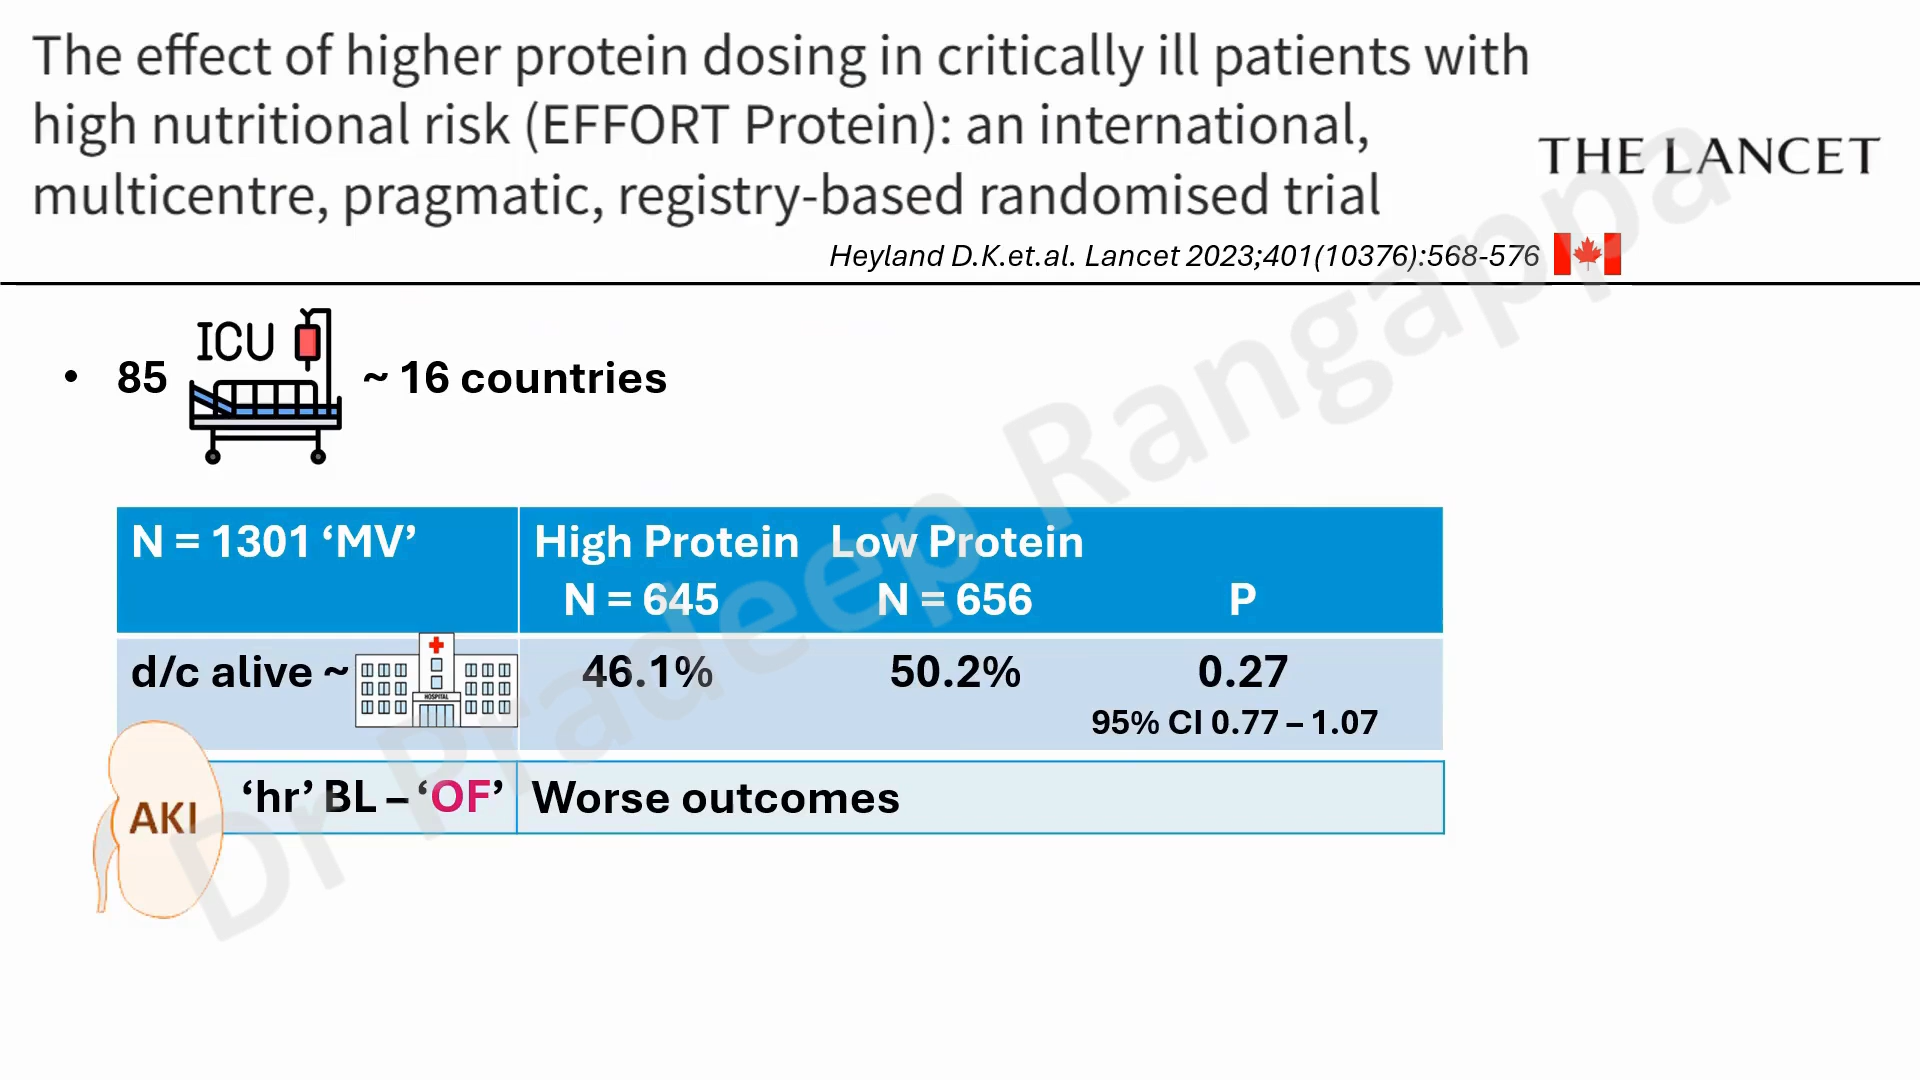 The effect of higher protein dosing in critically ill patients with
high nutritional risk (EFFORT Protein): an international,
multicentre, pragmatic, registry-based randomised trial
THE LANCET
Heyland D.K.et.al. Lancet 2023;401(10376):568-576
• 85 ICU ~ 16 countries
N = 1301 ‘MV’ High Protein Low Protein
N = 645 N = 656 P
d/c alive ~ HOSPITAL 46.1% 50.2% 0.27
95% CI 0.77 – 1.07
AKI ‘hr’ BL – ‘OF’ Worse outcomes
Dr Pradeep Rangappa